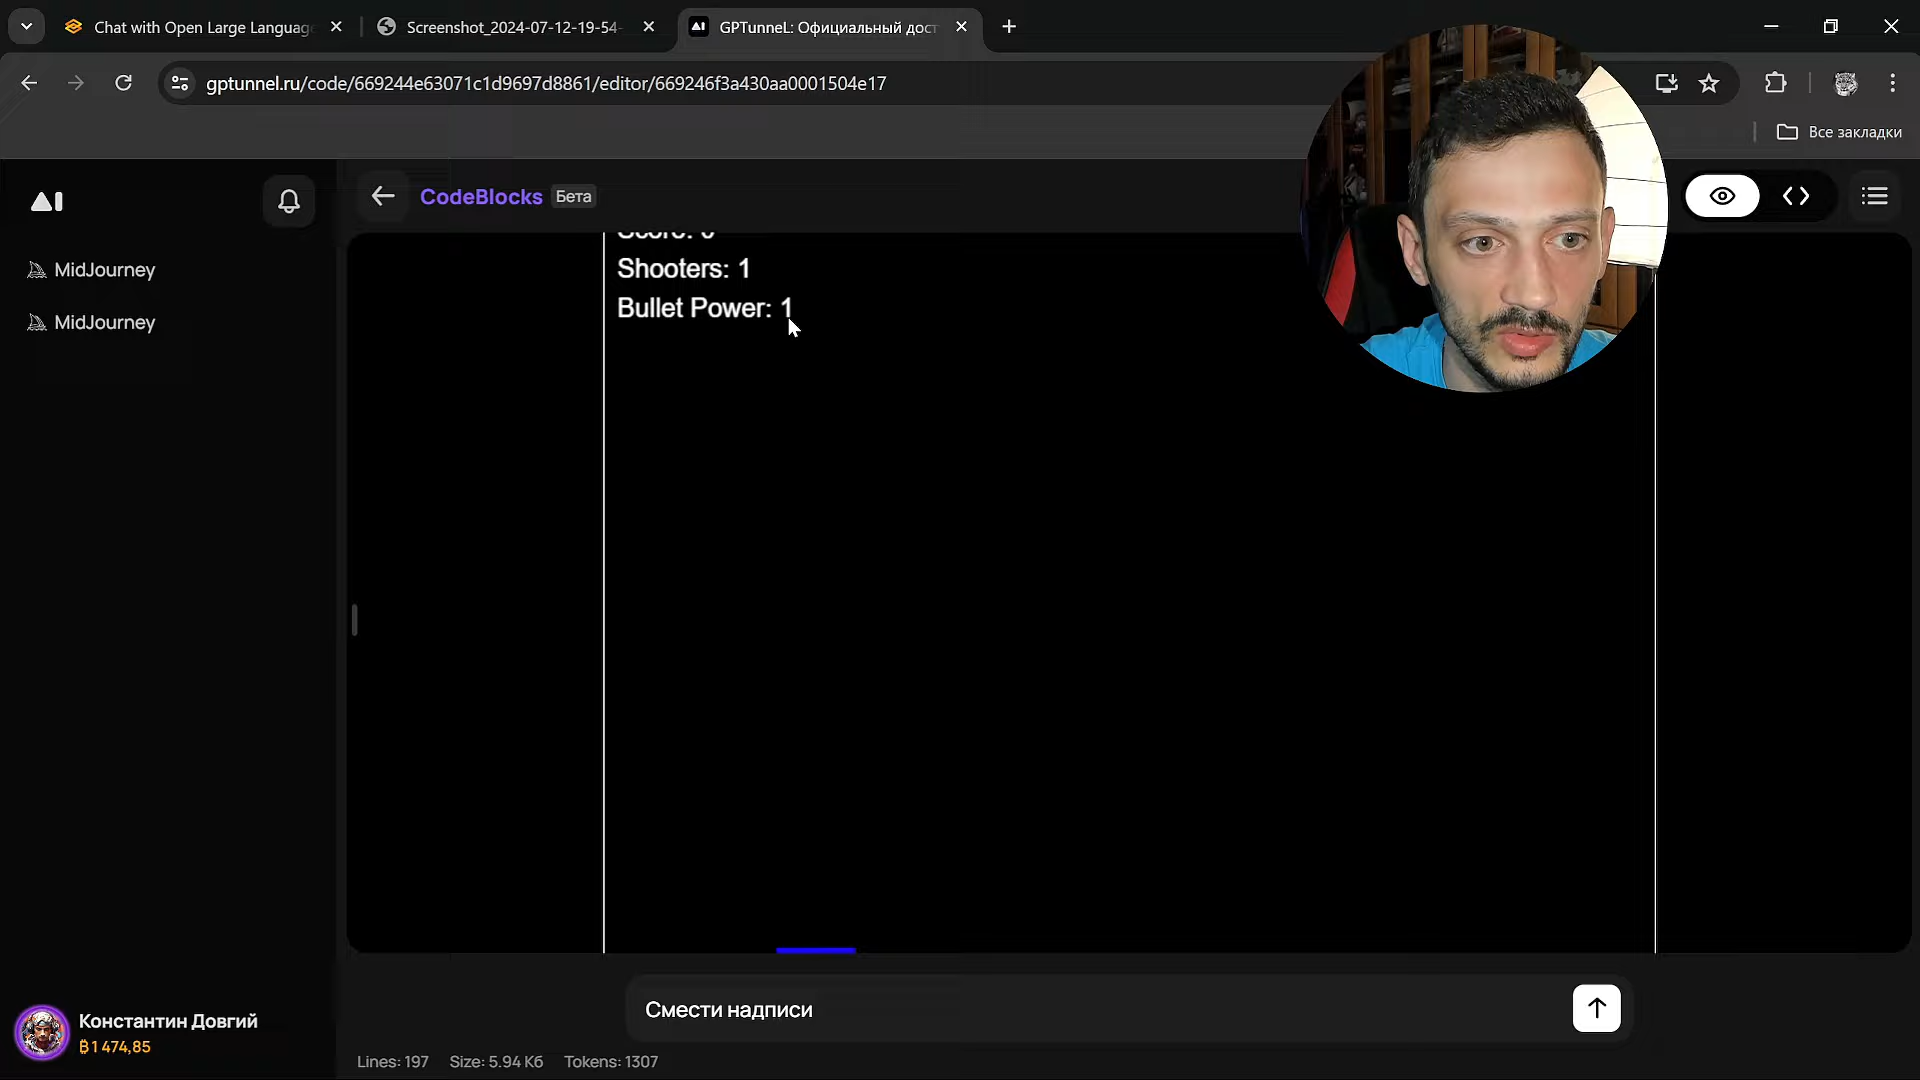 Chat with Open Large Languag
Screenshot_2024-07-12-19-54-
GPTunneL: Официальный дост
gptunnel.ru/code/669244e63071c1d9697d8861/editor/669246f3a430aa0001504e17
Все закладки
CodeBlocks
Бета
MidJourney
MidJourney
Score: 0
Shooters: 1
Bullet Power: 1
Смести надписи
Константин Довгий
฿1 474,85
Lines: 197
Size: 5.94 Кб
Tokens: 1307